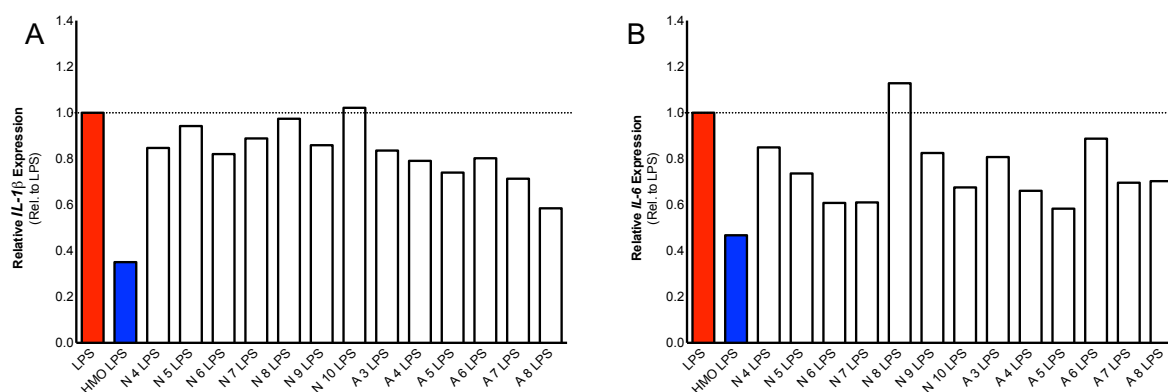 A
Relative IL-1β Expression
(Rel. to LPS)
1.4
1.2
1.0
0.8
0.6
0.4
0.2
0.0
LPS
HMO LPS
N 4 LPS
N 5 LPS
N 6 LPS
N 7 LPS
N 8 LPS
N 9 LPS
N 10 LPS
A 3 LPS
A 4 LPS
A 5 LPS
A 6 LPS
A 7 LPS
A 8 LPS
B
Relative IL-6 Expression
(Rel. to LPS)
1.4
1.2
1.0
0.8
0.6
0.4
0.2
0.0
LPS
HMO LPS
N 4 LPS
N 5 LPS
N 6 LPS
N 7 LPS
N 8 LPS
N 9 LPS
N 10 LPS
A 3 LPS
A 4 LPS
A 5 LPS
A 6 LPS
A 7 LPS
A 8 LPS